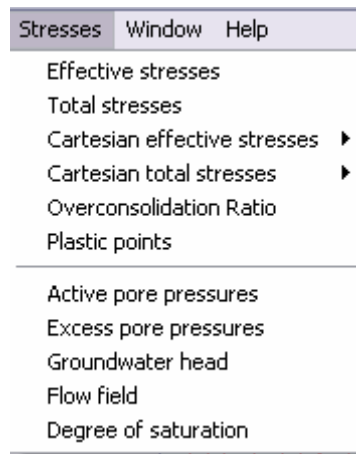 Stresses Window Help
Effective stresses
Total stresses
Cartesian effective stresses
Cartesian total stresses
Overconsolidation Ratio
Plastic points
Active pore pressures
Excess pore pressures
Groundwater head
Flow field
Degree of saturation